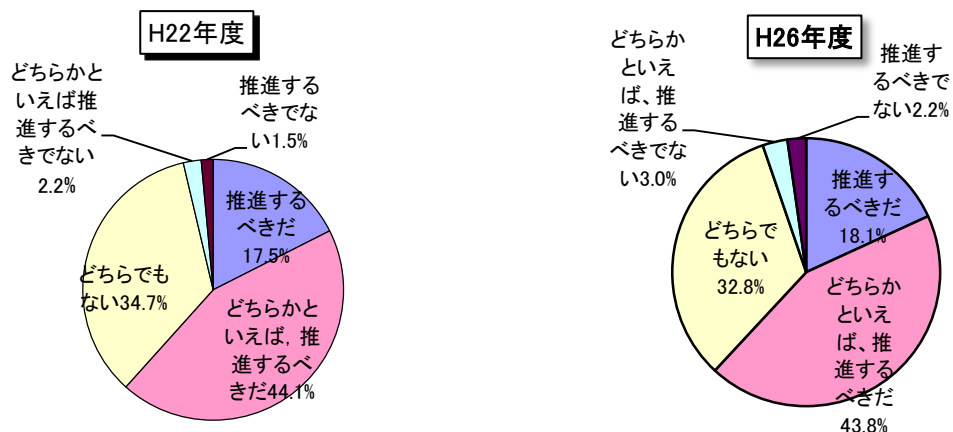 H22年度
どちらかと
いえば推
進するべ
きでない
2.2%
推進する
べきでな
い1.5%
推進する
べきだ
17.5%
どちらでも
ない34.7%
どちらかと
いえば，推
進するべ
きだ44.1%
H26年度
どちらか
といえ
ば、推
進する
べきでな
い3.0%
推進す
るべきで
ない2.2%
推進す
るべきだ
18.1%
どちらで
もない
32.8%
どちらか
といえ
ば、推
進する
べきだ
43.8%